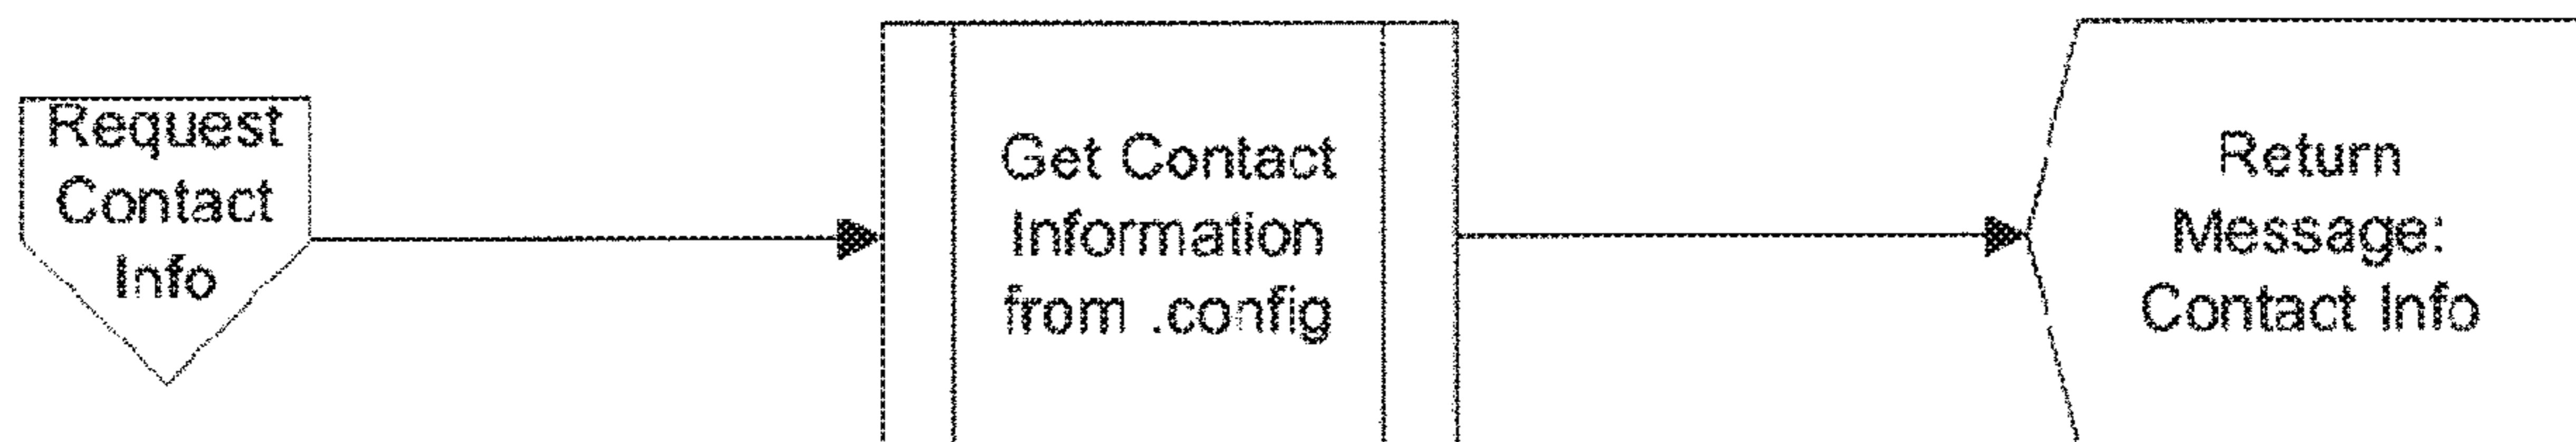 Request
Contact
Info
Get Contact
Information
from .config
Return
Message:
Contact Info